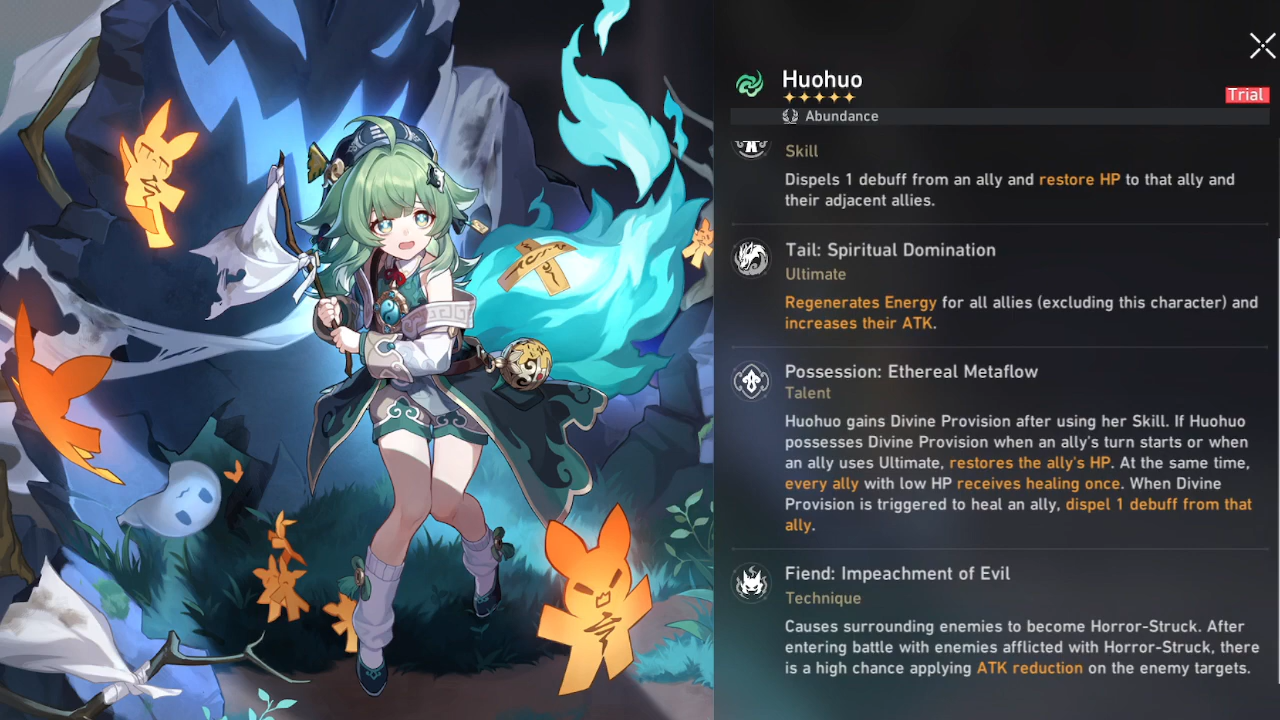 Huohuo
Trial
Abundance
Skill
Dispels 1 debuff from an ally and restore HP to that ally and
their adjacent allies.
Tail: Spiritual Domination
Ultimate
Regenerates Energy for all allies (excluding this character) and
increases their ATK.
Possession: Ethereal Metaflow
Talent
Huohuo gains Divine Provision after using her Skill. If Huohuo
possesses Divine Provision when an ally's turn starts or when
an ally uses Ultimate, restores the ally's HP. At the same time,
every ally with low HP receives healing once. When Divine
Provision is triggered to heal an ally, dispel 1 debuff from that
ally.
Fiend: Impeachment of Evil
Technique
Causes surrounding enemies to become Horror-Struck. After
entering battle with enemies afflicted with Horror-Struck, there
is a high chance applying ATK reduction on the enemy targets.